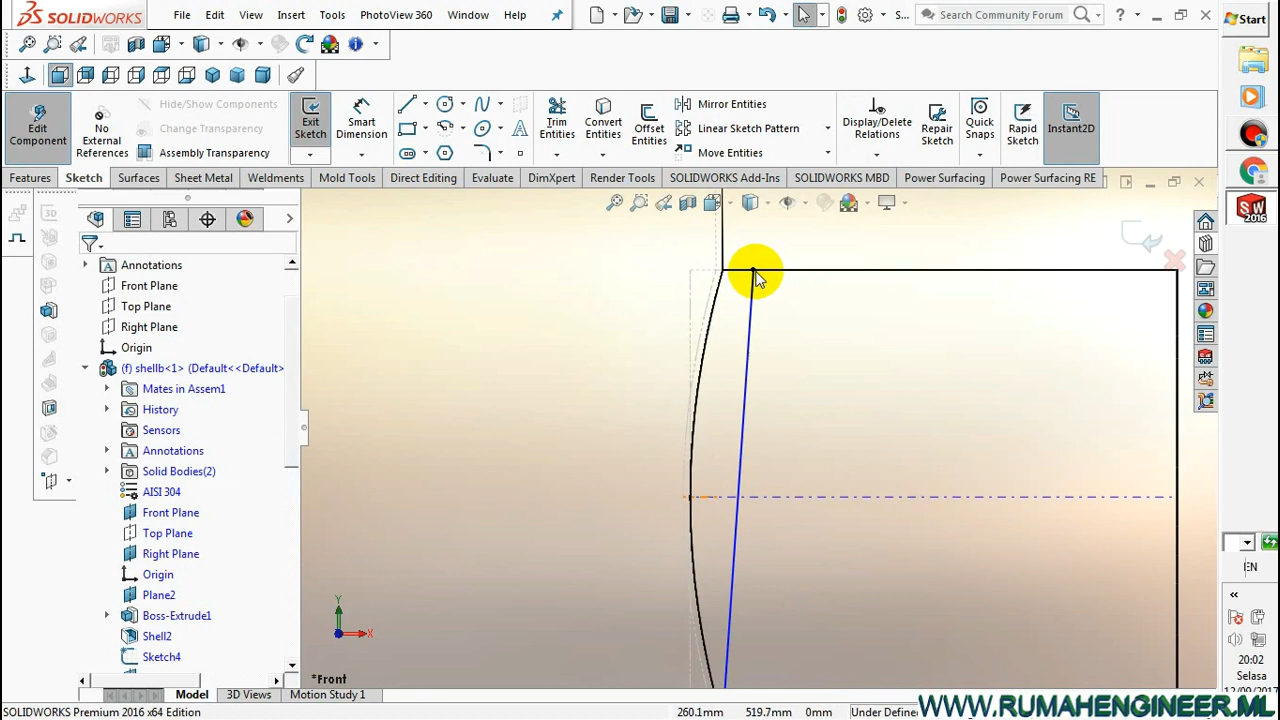 SOLIDWORKS
File Edit View Insert Tools PhotoView 360 Window Help
S...
Search Community Forum
Start
Edit Component
No External References
Hide/Show Components
Change Transparency
Assembly Transparency
Exit Sketch
Smart Dimension
Trim Entities
Convert Entities
Offset Entities
Mirror Entities
Linear Sketch Pattern
Move Entities
Display/Delete Relations
Repair Sketch
Quick Snaps
Rapid Sketch
Instant2D
Features Sketch Surfaces Sheet Metal Weldments Mold Tools Direct Editing Evaluate DimXpert Render Tools SOLIDWORKS Add-Ins SOLIDWORKS MBD Power Surfacing Power Surfacing RE
3D
SW
2016
Annotations
Front Plane
Top Plane
Right Plane
Origin
(f) shellb<1> (Default<<Default>
Mates in Assem1
History
Sensors
Annotations
Solid Bodies(2)
AISI 304
Front Plane
Top Plane
Right Plane
Origin
Plane2
Boss-Extrude1
Shell2
Sketch4
Y
X
*Front
EN
20:02
Selasa
12/09/2017
Model 3D Views Motion Study 1
SOLIDWORKS Premium 2016 x64 Edition
260.1mm 519.7mm 0mm Under Define
WWW.RUMAHENGINEER.ML